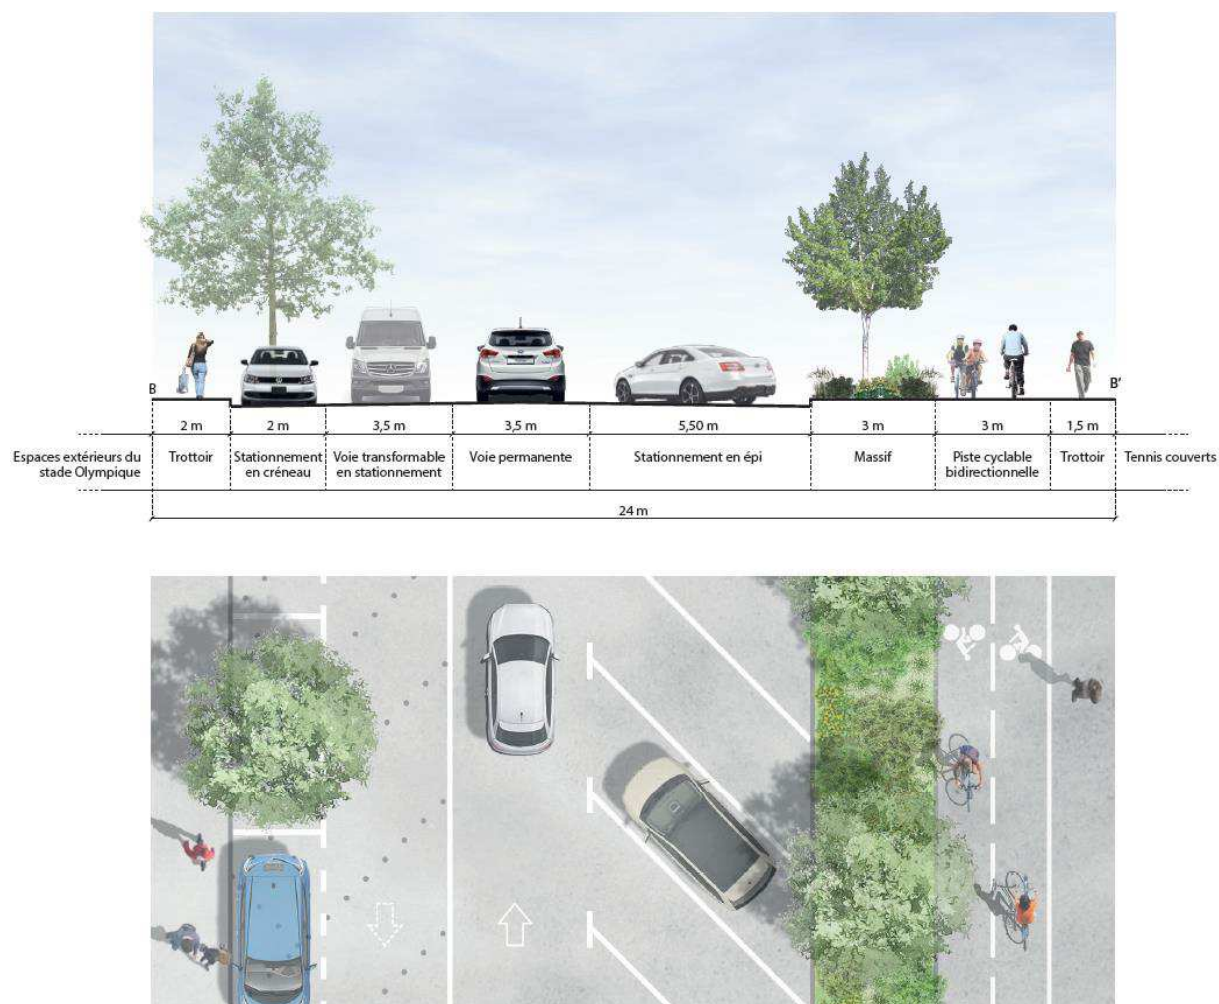 B
B'
2 m
2 m
3,5 m
3,5 m
5,50 m
3 m
3 m
1,5 m
Espaces extérieurs du
stade Olympique
Trottoir
Stationnement
en créneau
Voie transformable
en stationnement
Voie permanente
Stationnement en épi
Massif
Piste cyclable
bidirectionnelle
Trottoir
Tennis couverts
24 m